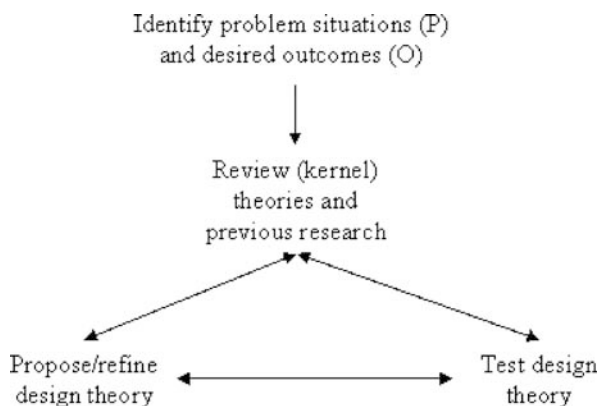 Identify problem situations (P)
and desired outcomes (O)
Review (kernel)
theories and
previous research
Propose/refine
design theory
Test design
theory